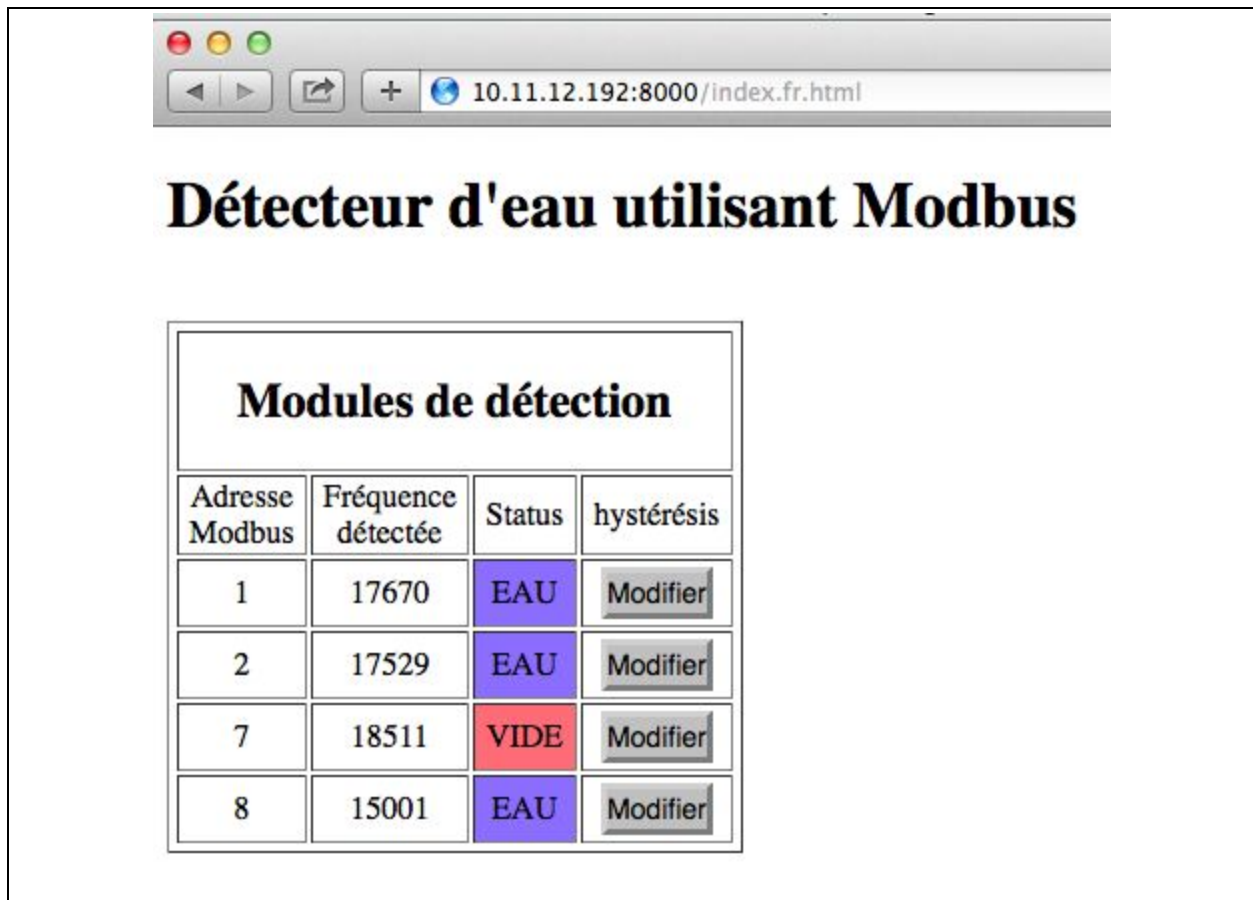 10.11.12.192:8000/index.fr.html
Détecteur d'eau utilisant Modbus
Modules de détection
Adresse Modbus Fréquence détectée Status hystérésis
1 17670 EAU Modifier
2 17529 EAU Modifier
7 18511 VIDE Modifier
8 15001 EAU Modifier